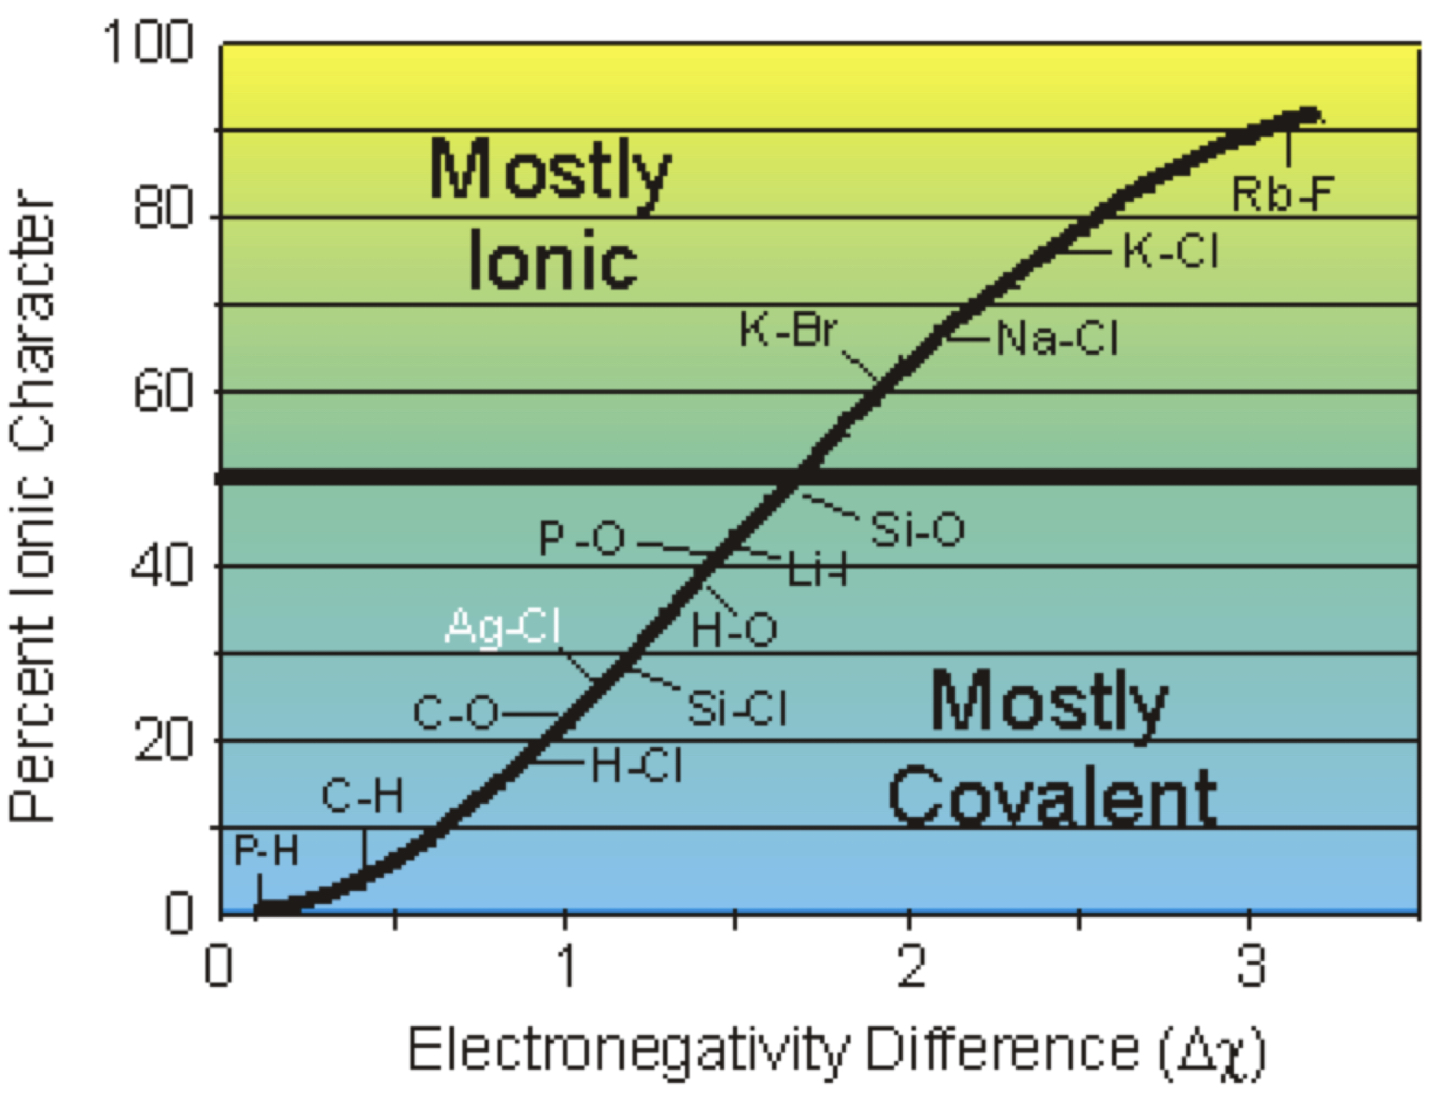 100
80
60
40
20
0
Percent Ionic Character
Mostly
Ionic
Rb-F
K-Cl
K-Br
Na-Cl
Si-O
P-O
Li-I
H-O
Ag-Cl
Si-Cl
C-O
H-Cl
C-H
P-H
Mostly
Covalent
0 1 2 3
Electronegativity Difference (Δχ)